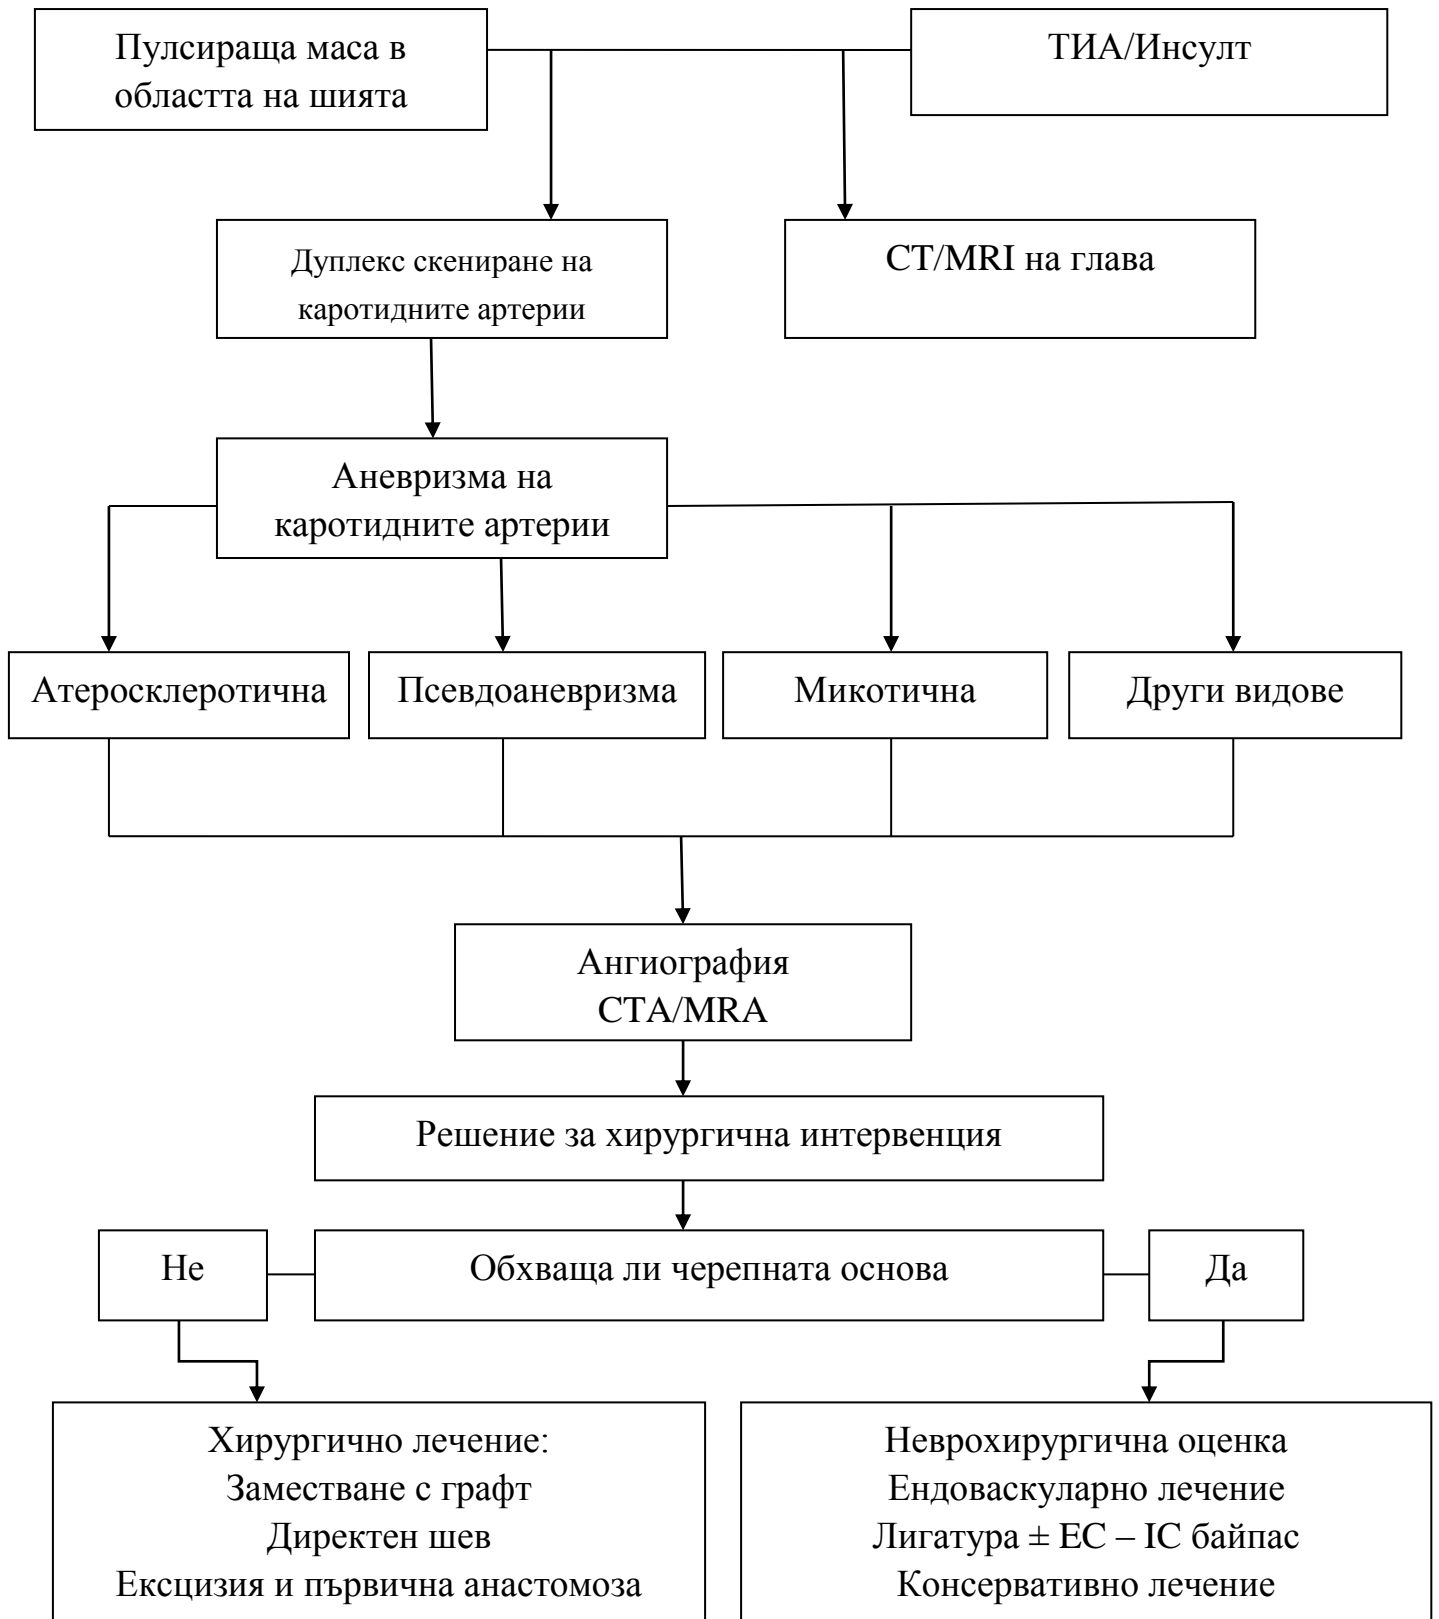 Пулсираща маса в
областта на шията
ТИА/Инсулт
Дуплекс скениране на
каротидните артерии
CT/MRI на глава
Аневризма на
каротидните артерии
Атеросклеротична
Псевдоаневризма
Микотична
Други видове
Ангиография
CTA/MRA
Решение за хирургична интервенция
Не
Обхваща ли черепната основа
Да
Хирургично лечение:
Заместване с графт
Директен шев
Ексцизия и първична анастомоза
Неврохирургична оценка
Ендоваскуларно лечение
Лигатура ± EC – IC байпас
Консервативно лечение